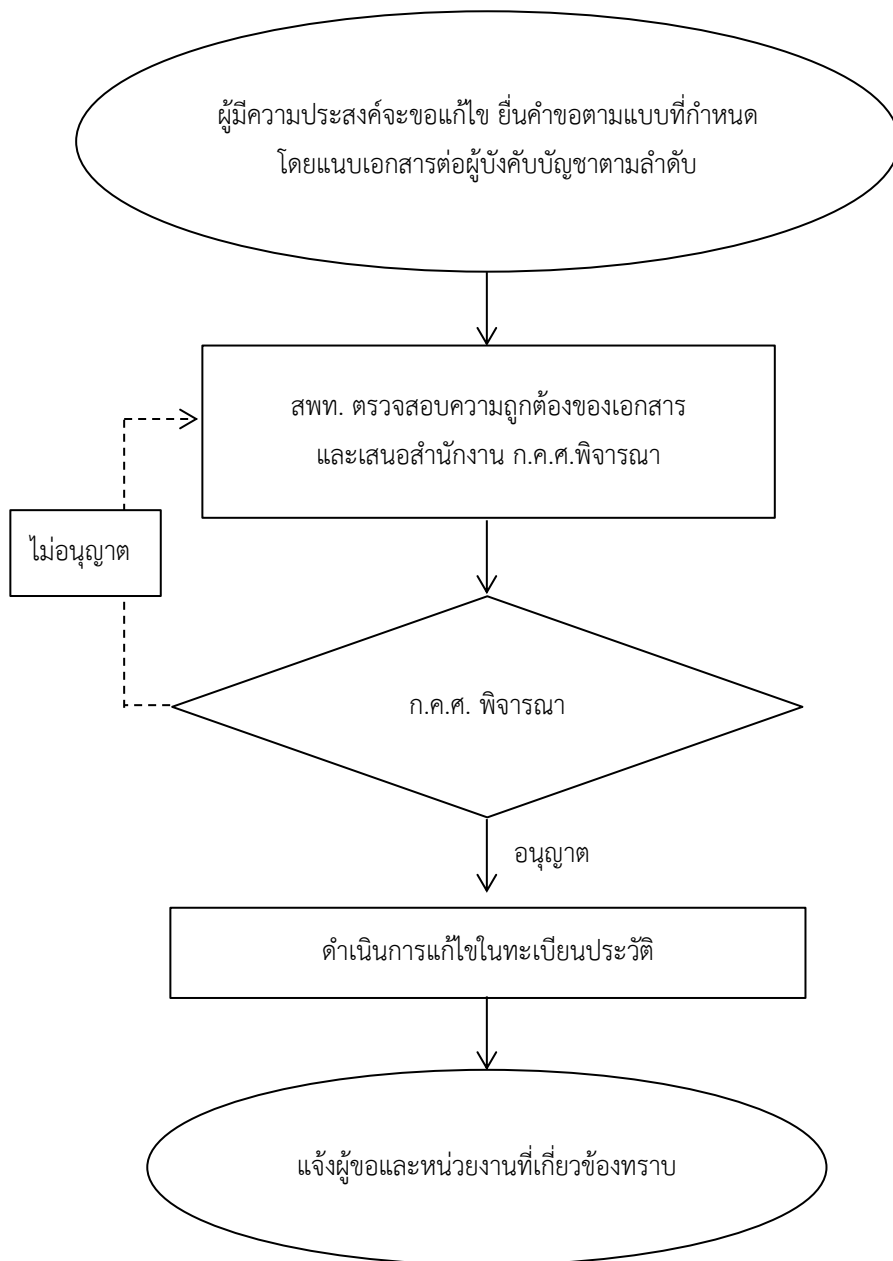 ผู้มีความประสงค์จะขอแก้ไข ยื่นคำขอตามแบบที่กำหนด
โดยแนบเอกสารต่อผู้บังคับบัญชาตามลำดับ
สพท. ตรวจสอบความถูกต้องของเอกสาร
และเสนอสำนักงาน ก.ค.ศ.พิจารณา
ไม่อนุญาต
ก.ค.ศ. พิจารณา
อนุญาต
ดำเนินการแก้ไขในทะเบียนประวัติ
แจ้งผู้ขอและหน่วยงานที่เกี่ยวข้องทราบ